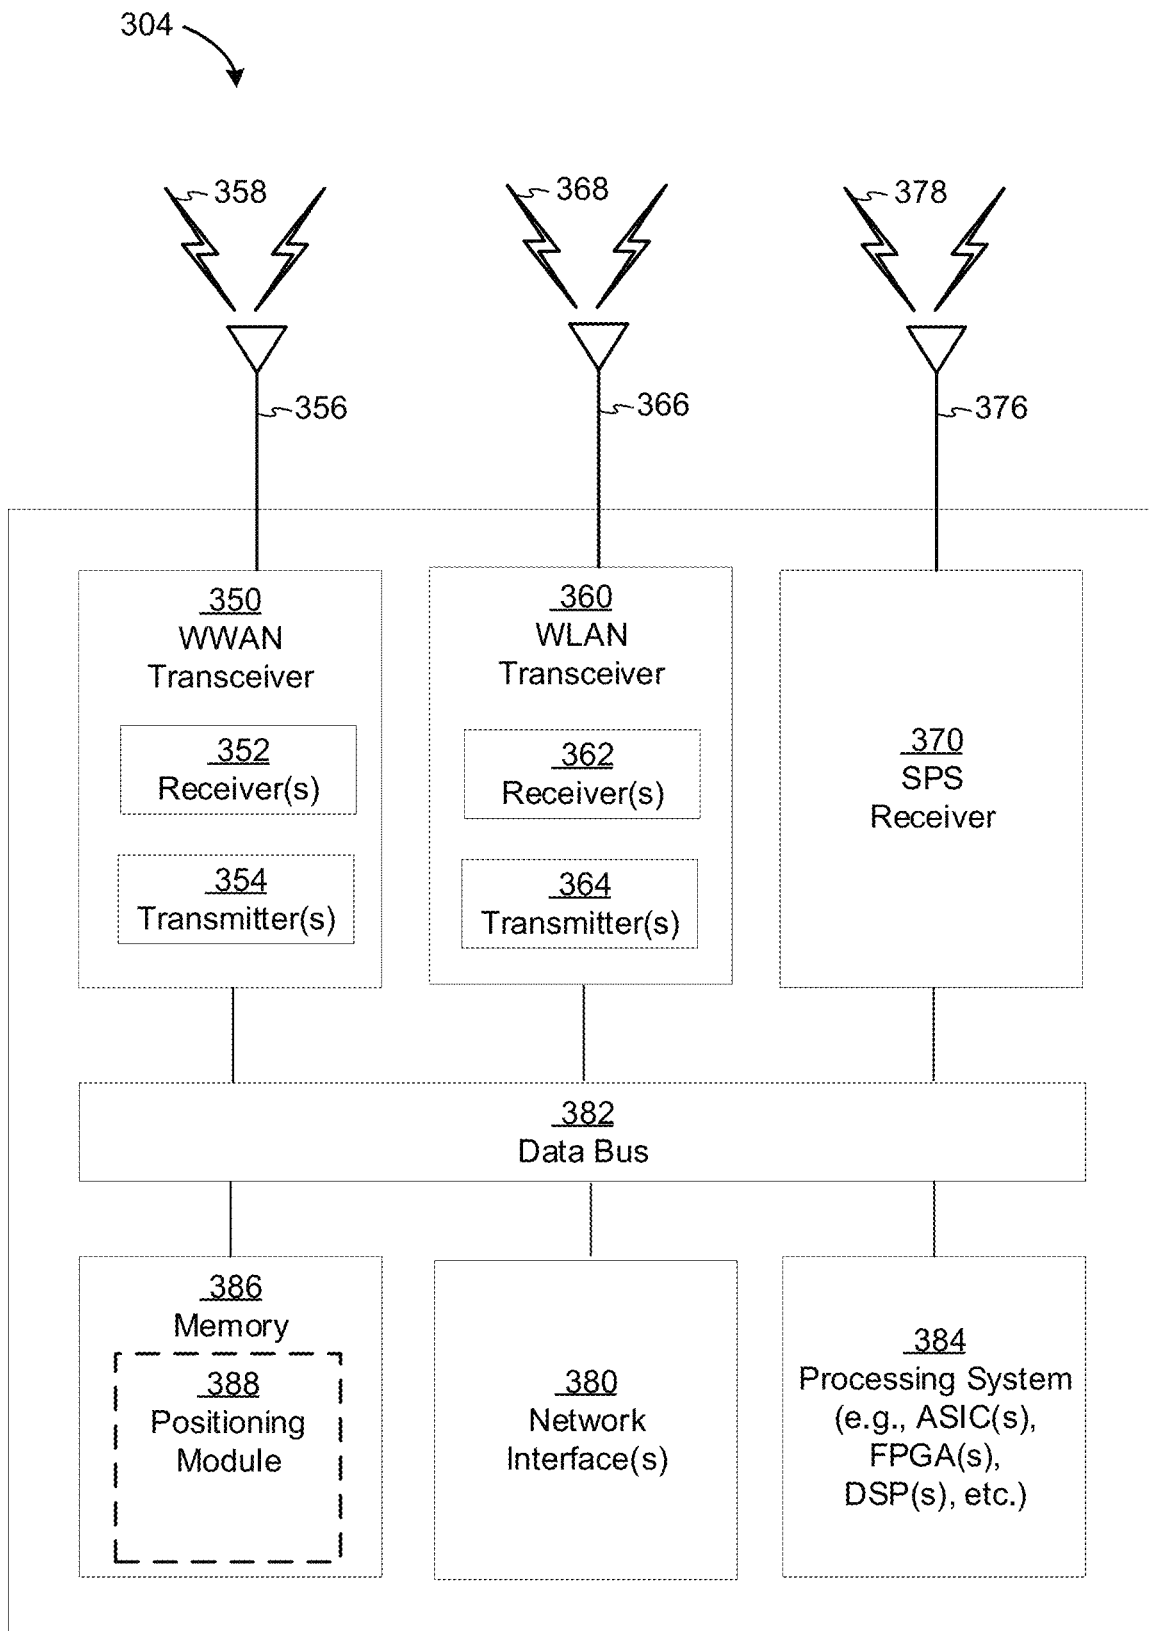 304
358
368
378
356
366
376
350
WWAN
Transceiver
352
Receiver(s)
354
Transmitter(s)
360
WLAN
Transceiver
362
Receiver(s)
364
Transmitter(s)
370
SPS
Receiver
382
Data Bus
386
Memory
388
Positioning
Module
380
Network
Interface(s)
384
Processing System
(e.g., ASIC(s),
FPGA(s),
DSP(s), etc.)